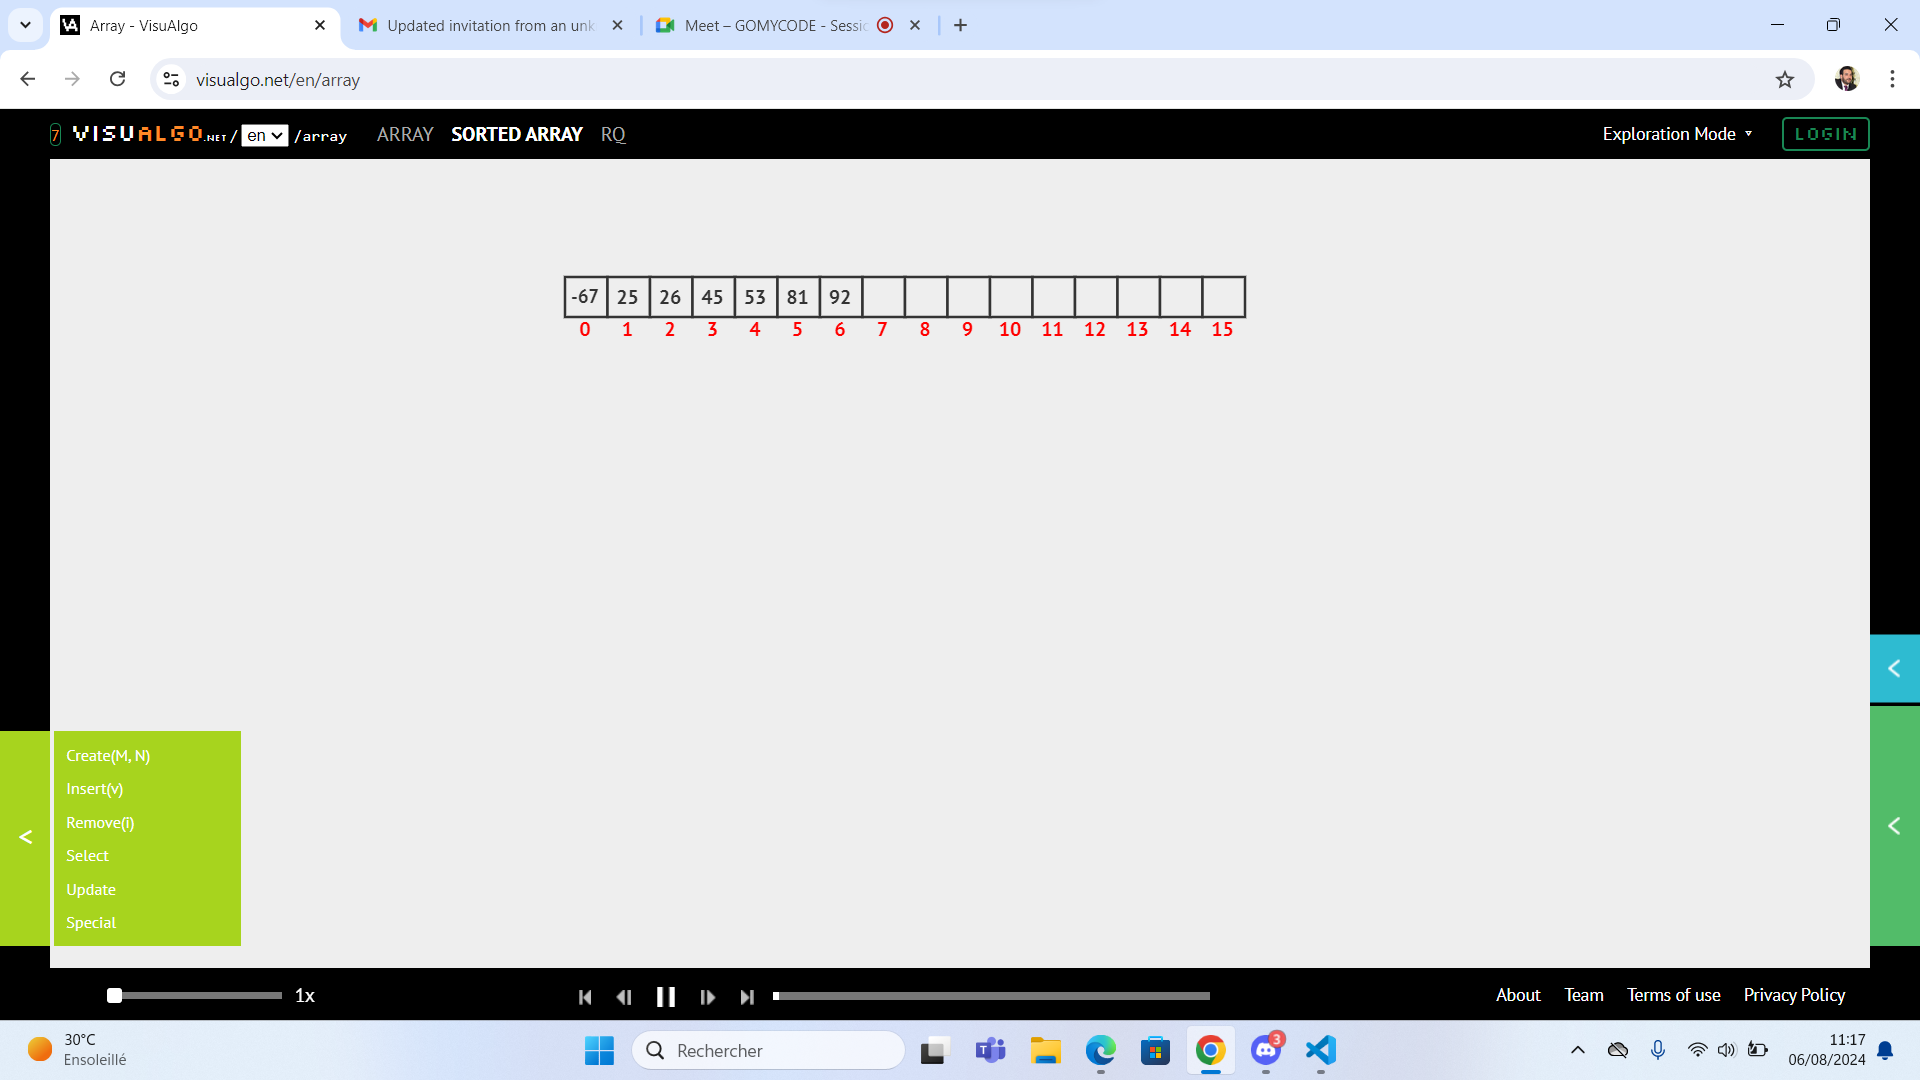 Array - VisuAlgo
Updated invitation from an unk
Meet – GOMYCODE - Sessio
visualgo.net/en/array
7 VISUALGO.NET / en /array ARRAY SORTED ARRAY RQ Exploration Mode LOGIN
-67 25 26 45 53 81 92
0 1 2 3 4 5 6 7 8 9 10 11 12 13 14 15
Create(M, N)
Insert(v)
Remove(i)
Select
Update
Special
1x
About Team Terms of use Privacy Policy
30°C
Ensoleillé
Rechercher
3
11:17
06/08/2024